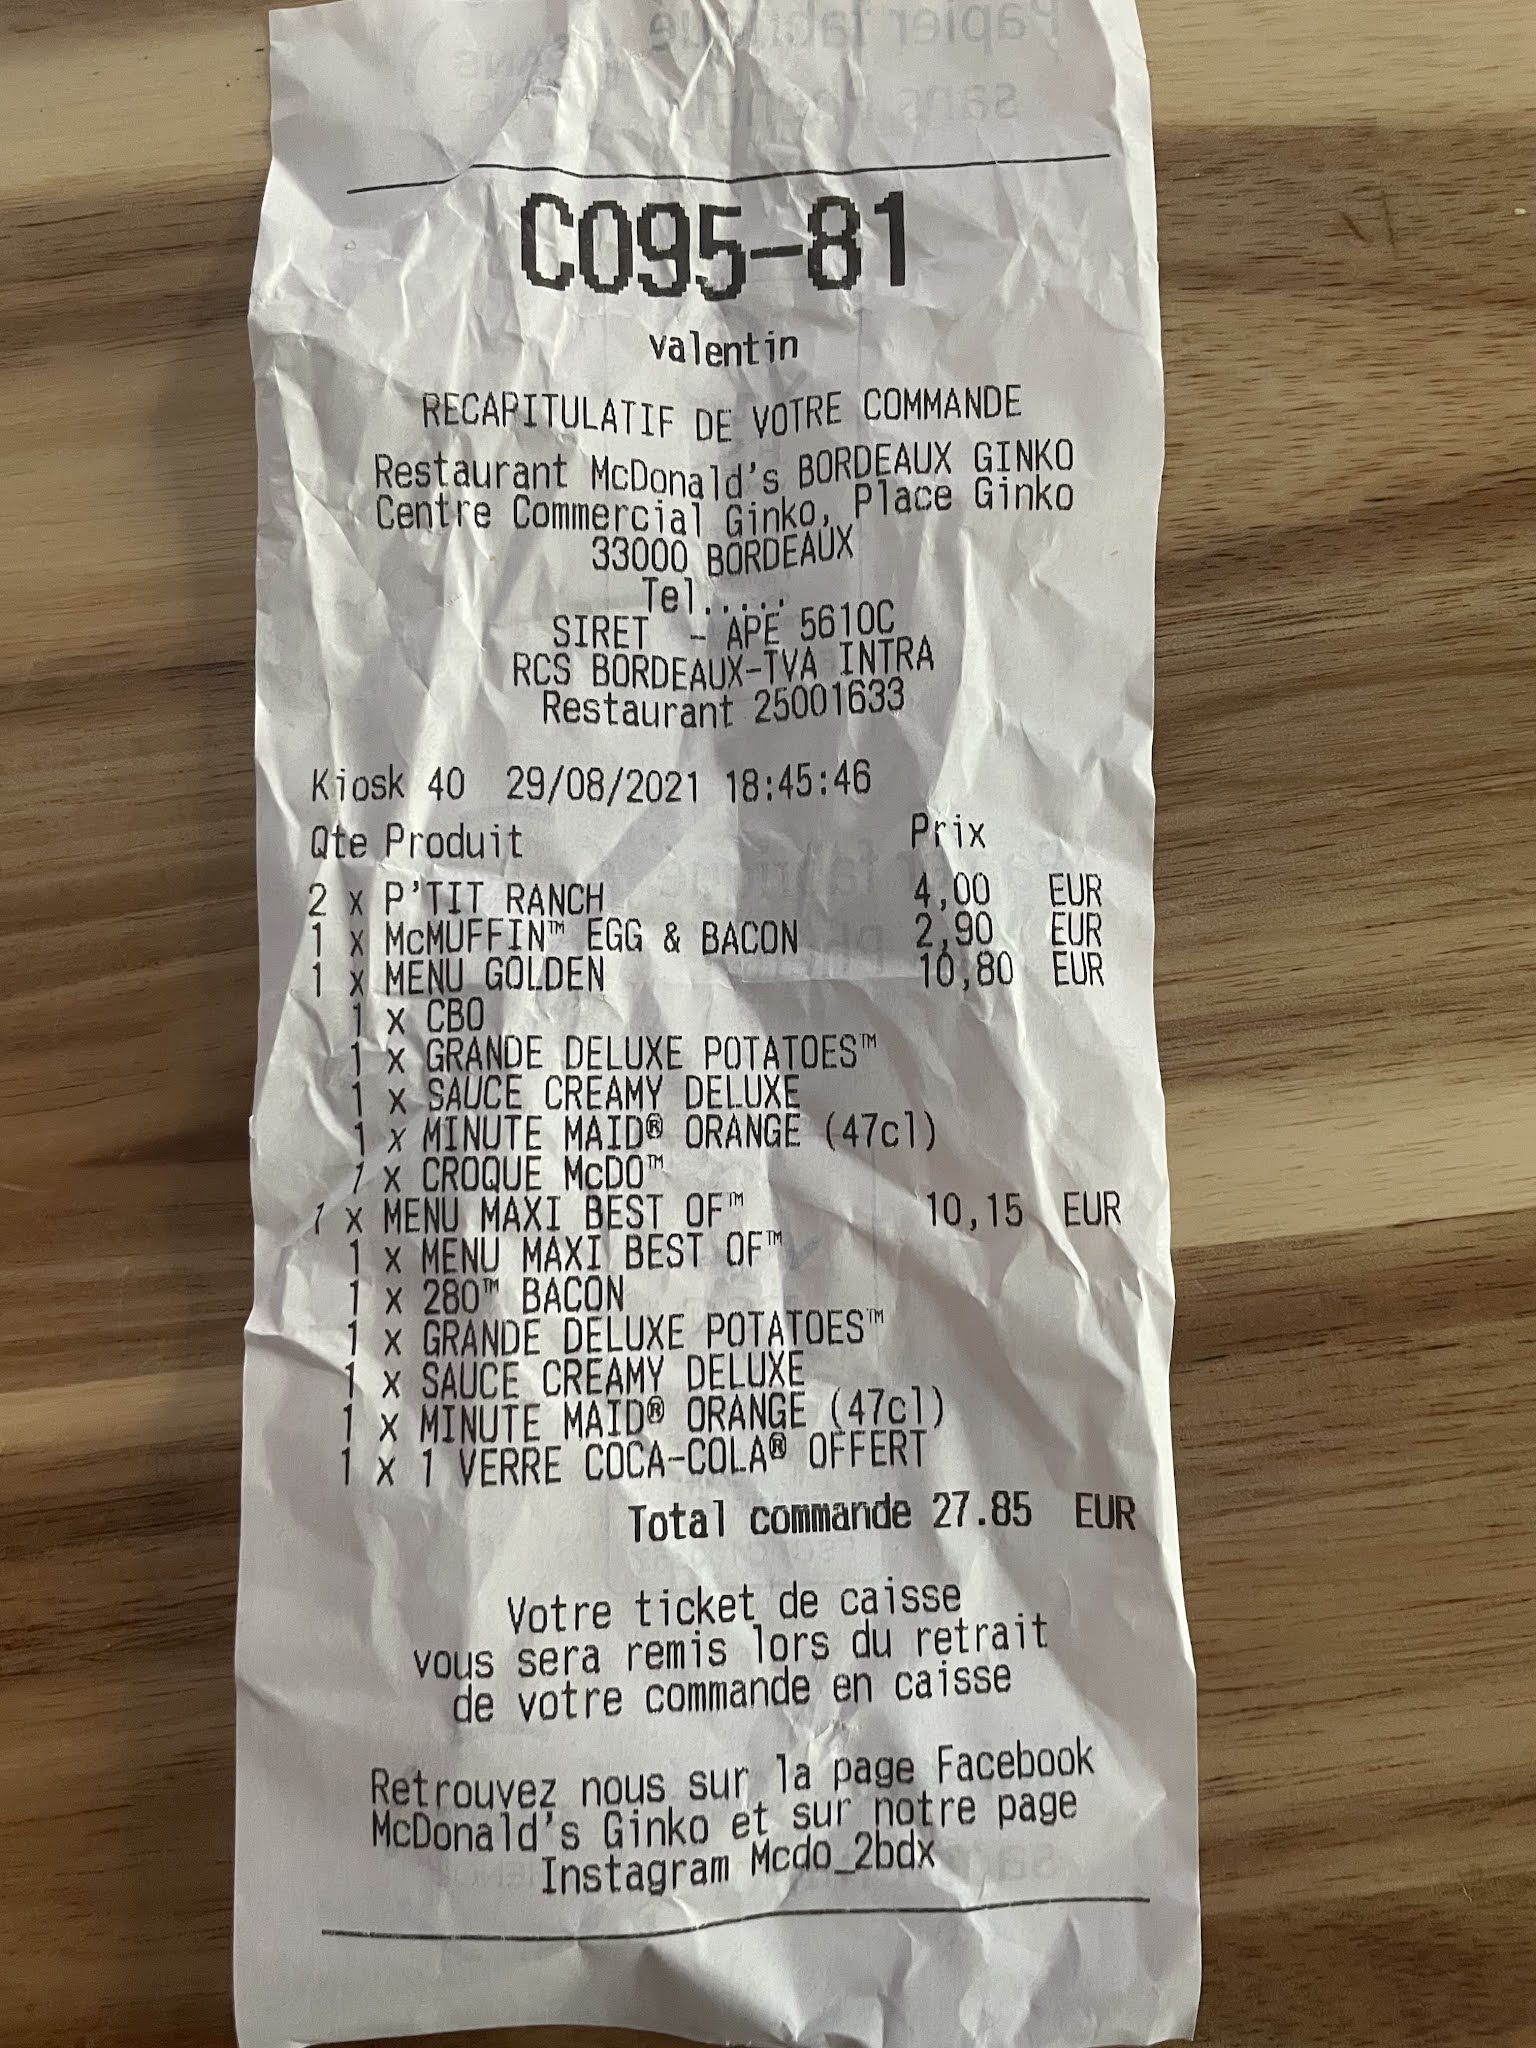 C095-81
valentin
RECAPITULATIF DE VOTRE COMMANDE
Restaurant McDonald's BORDEAUX GINKO
Centre Commercial Ginko, Place Ginko
33000 BORDEAUX
Tel.....
SIRET - APE 5610C
RCS BORDEAUX-TVA INTRA
Restaurant 25001633
Kiosk 40 29/08/2021 18:45:46
Qte Produit Prix
2 x P'TIT RANCH 4,00 EUR
1 x McMUFFIN™ EGG & BACON 2,90 EUR
1 x MENU GOLDEN 10,80 EUR
1 x CBO
1 x GRANDE DELUXE POTATOES™
1 x SAUCE CREAMY DELUXE
1 x MINUTE MAID® ORANGE (47cl)
1 x CROQUE McDO™
1 x MENU MAXI BEST OF™ 10,15 EUR
1 x MENU MAXI BEST OF™
1 x 280™ BACON
1 x GRANDE DELUXE POTATOES™
1 x SAUCE CREAMY DELUXE
1 x MINUTE MAID® ORANGE (47cl)
1 x 1 VERRE COCA-COLA® OFFERT
Total commande 27.85 EUR
Votre ticket de caisse
vous sera remis lors du retrait
de votre commande en caisse
Retrouvez nous sur la page Facebook
McDonald's Ginko et sur notre page
Instagram Mcdo_2bdx